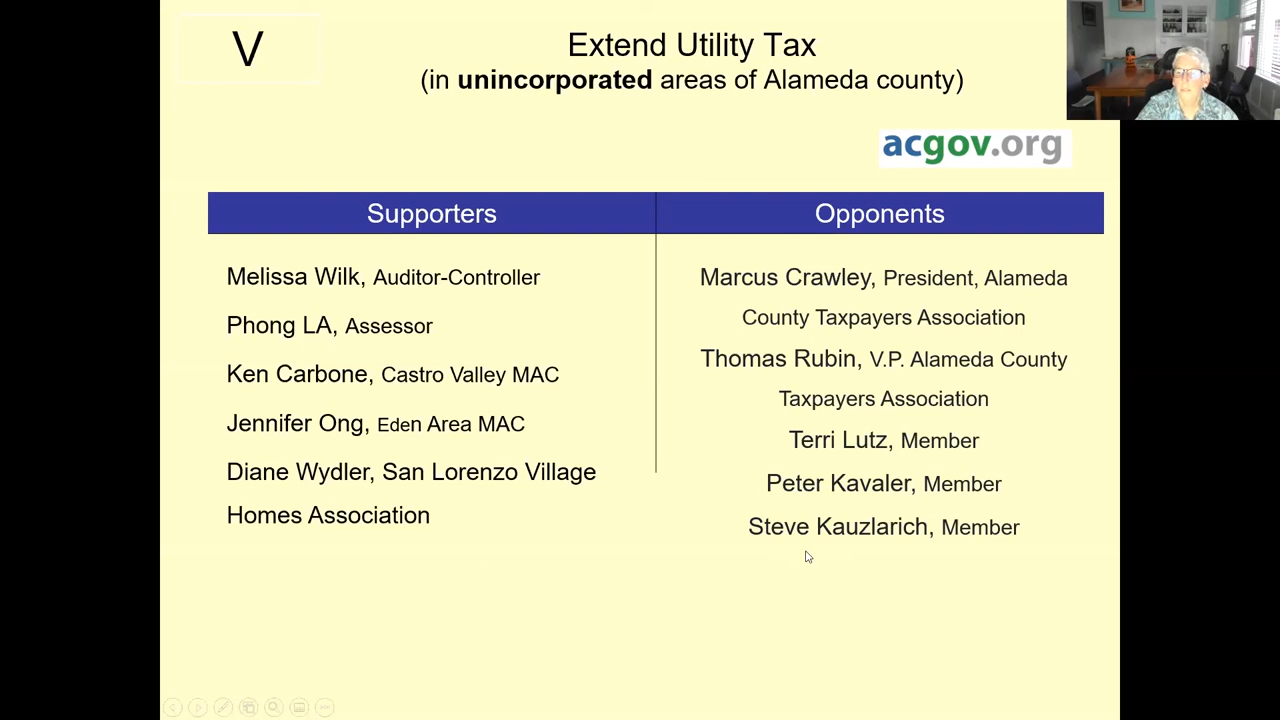 V
Extend Utility Tax
(in unincorporated areas of Alameda county)
acgov.org
Supporters
Opponents
Melissa Wilk, Auditor-Controller
Phong LA, Assessor
Ken Carbone, Castro Valley MAC
Jennifer Ong, Eden Area MAC
Diane Wydler, San Lorenzo Village
Homes Association
Marcus Crawley, President, Alameda
County Taxpayers Association
Thomas Rubin, V.P. Alameda County
Taxpayers Association
Terri Lutz, Member
Peter Kavaler, Member
Steve Kauzlarich, Member